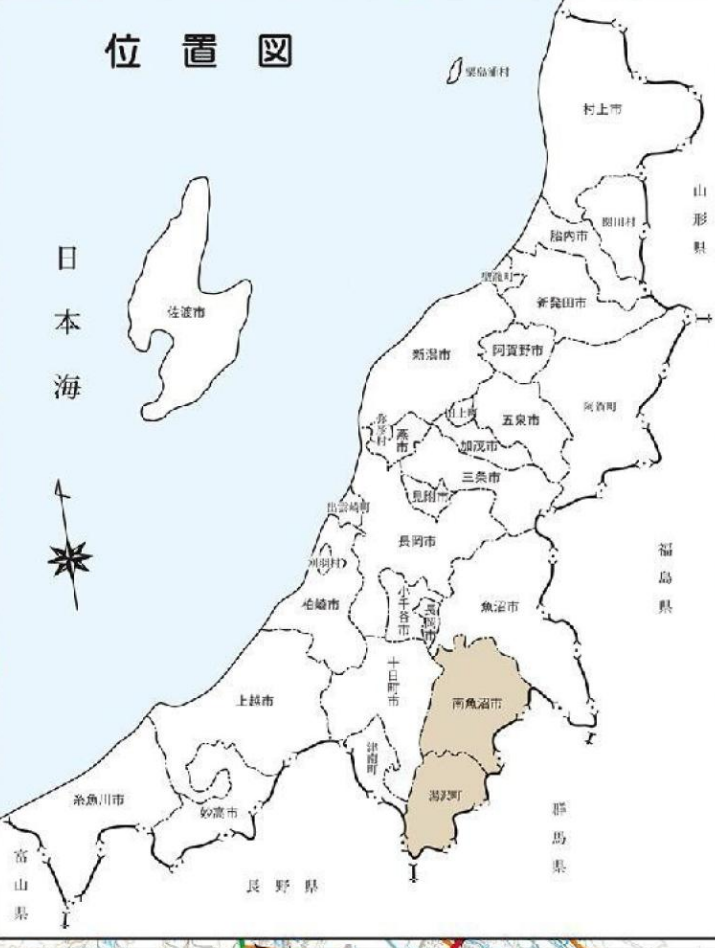 位置図
粟島浦村
村上市
山形県
関川村
胎内市
日本海
聖籠町
新発田市
佐渡市
新潟市
阿賀野市
阿賀町
田上町
五泉市
弥彦村
燕市
加茂市
三条市
見附市
出雲崎町
長岡市
福島県
刈羽村
小千谷市
長岡市
柏崎市
魚沼市
十日町市
上越市
南魚沼市
津南町
湯沢町
糸魚川市
妙高市
群馬県
富山県
長野県